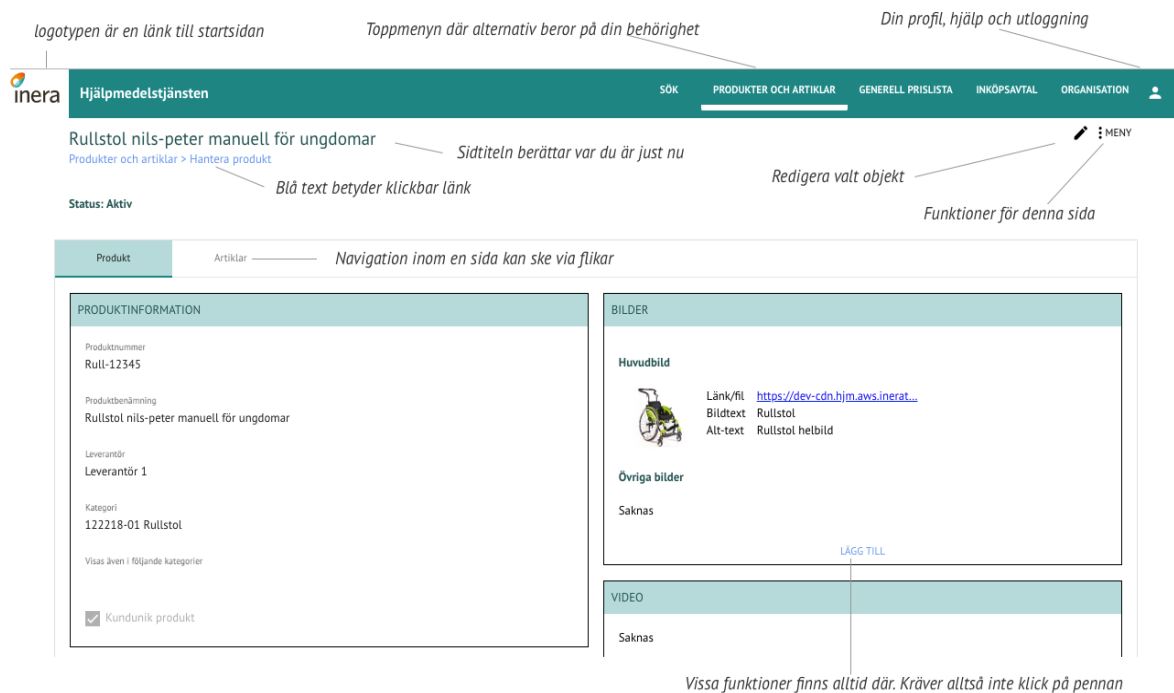 logotypen är en länk till startsidan
Toppmenyn där alternativ beror på din behörighet
Din profil, hjälp och utloggning
inera
Hjälpmedelstjänsten
SÖK
PRODUKTER OCH ARTIKLAR
GENERELL PRISLISTA
INKÖPSAVTAL
ORGANISATION
Rullstol nils-peter manuell för ungdomar
MENY
Sidtiteln berättar var du är just nu
Produkter och artiklar > Hantera produkt
Redigera valt objekt
Blå text betyder klickbar länk
Status: Aktiv
Funktioner för denna sida
Produkt
Artiklar
Navigation inom en sida kan ske via flikar
PRODUKTINFORMATION
Produktnummer
Rull-12345
Produktbenämning
Rullstol nils-peter manuell för ungdomar
Leverantör
Leverantör 1
Kategori
122218-01 Rullstol
Visas även i följande kategorier
Kundunik produkt
BILDER
Huvudbild
Länk/fil https://dev-cdn.hjm.aws.inerat...
Bildtext Rullstol
Alt-text Rullstol helbild
Övriga bilder
Saknas
LÄGG TILL
VIDEO
Saknas
Vissa funktioner finns alltid där. Kräver alltså inte klick på pennan